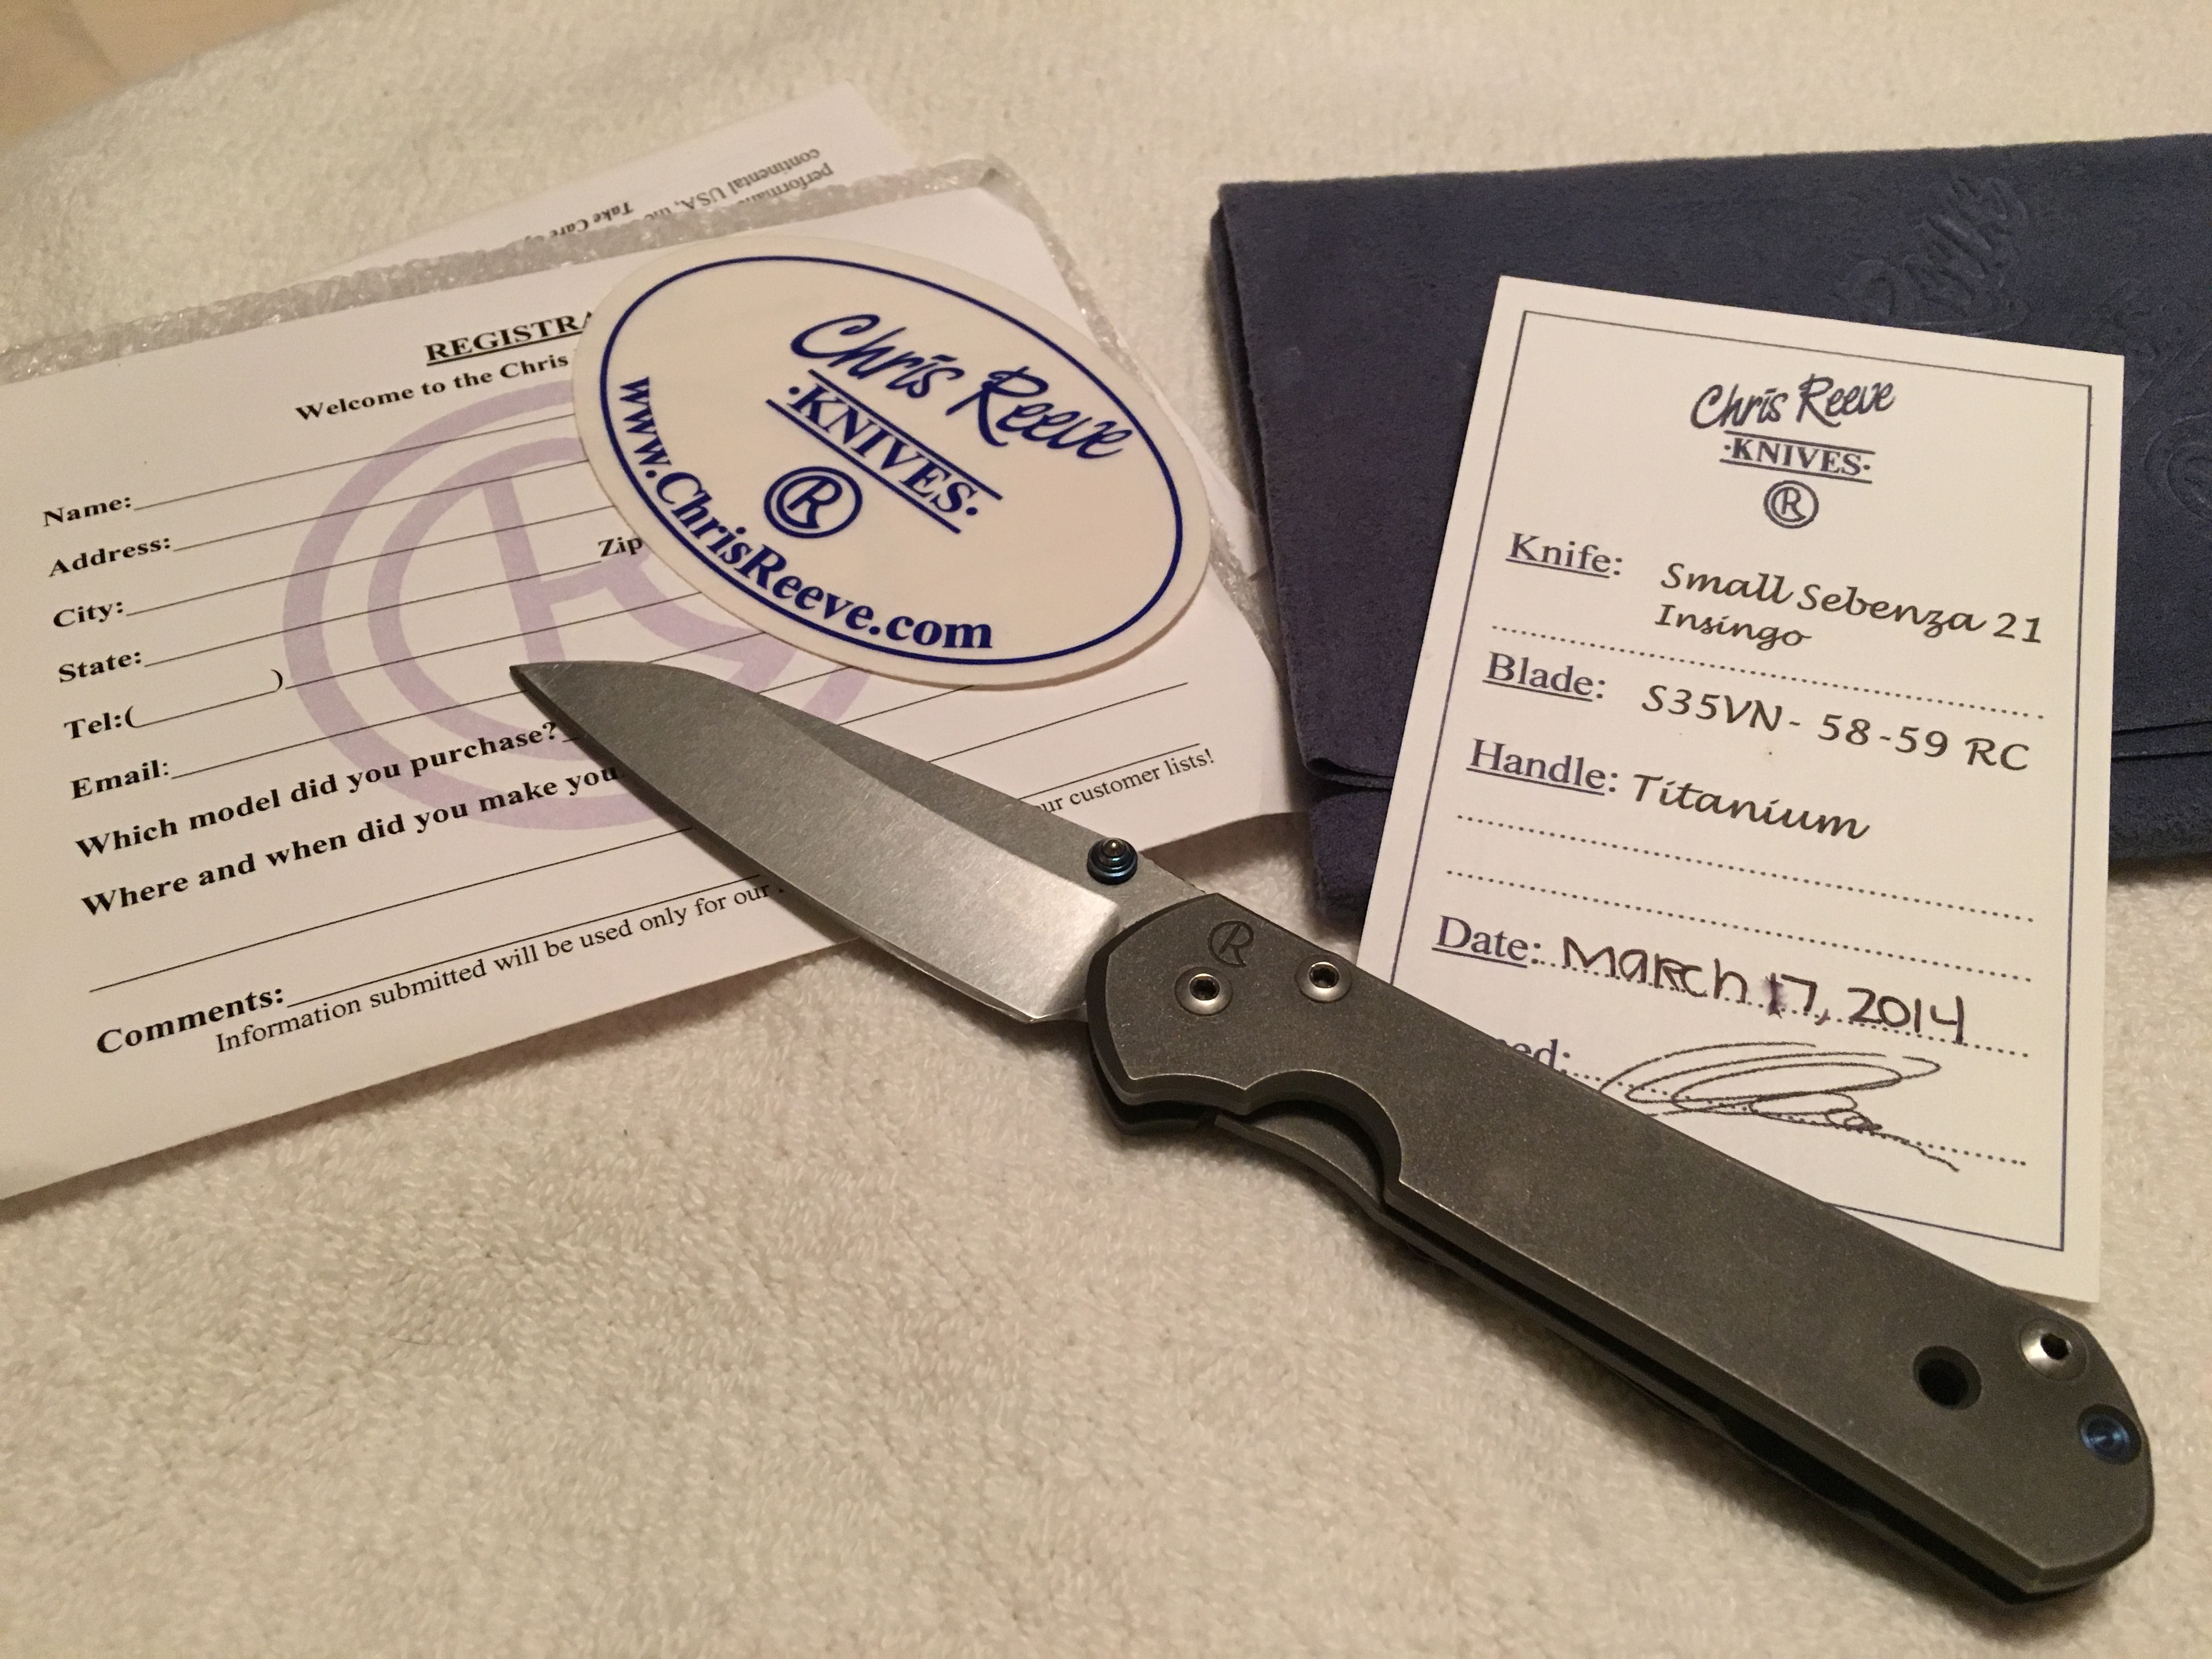 continental USA,
performan
Take Care
REGISTRA
Welcome to the Chris
Name:
Address:
City:
State:
Zip
Tel:( )
Email:
Which model did you purchase?
Where and when did you make you
Comments:
Information submitted will be used only for our
ur customer lists!
Chris Reeve
·KNIVES·
R
www.ChrisReeve.com
Chris Reeve
·KNIVES·
R
Knife: Small Sebenza 21
Insingo
Blade: S35VN - 58-59 RC
Handle: Titanium
Date: March 17, 2014
ed:
R